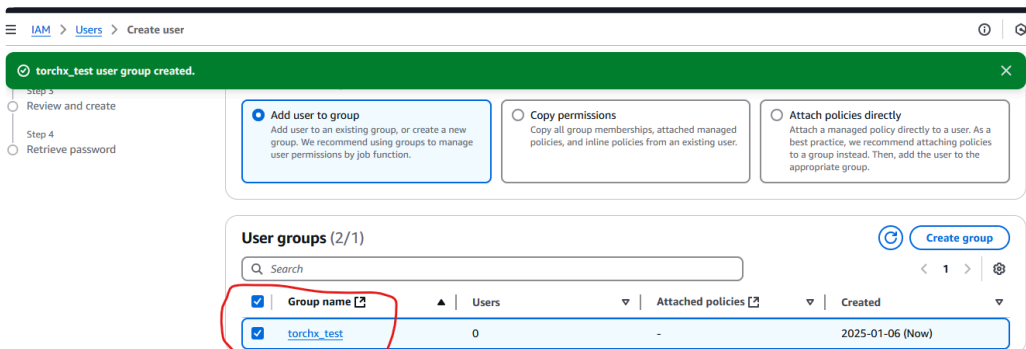 IAM > Users > Create user
torchx_test user group created.
Step 3
Review and create
Step 4
Retrieve password
Add user to group
Add user to an existing group, or create a new
group. We recommend using groups to manage
user permissions by job function.
Copy permissions
Copy all group memberships, attached managed
policies, and inline policies from an existing user.
Attach policies directly
Attach a managed policy directly to a user. As a
best practice, we recommend attaching policies
to a group instead. Then, add the user to the
appropriate group.
User groups (2/1)
Create group
Search
< 1 >
Group name Users Attached policies Created
torchx_test 0 - 2025-01-06 (Now)